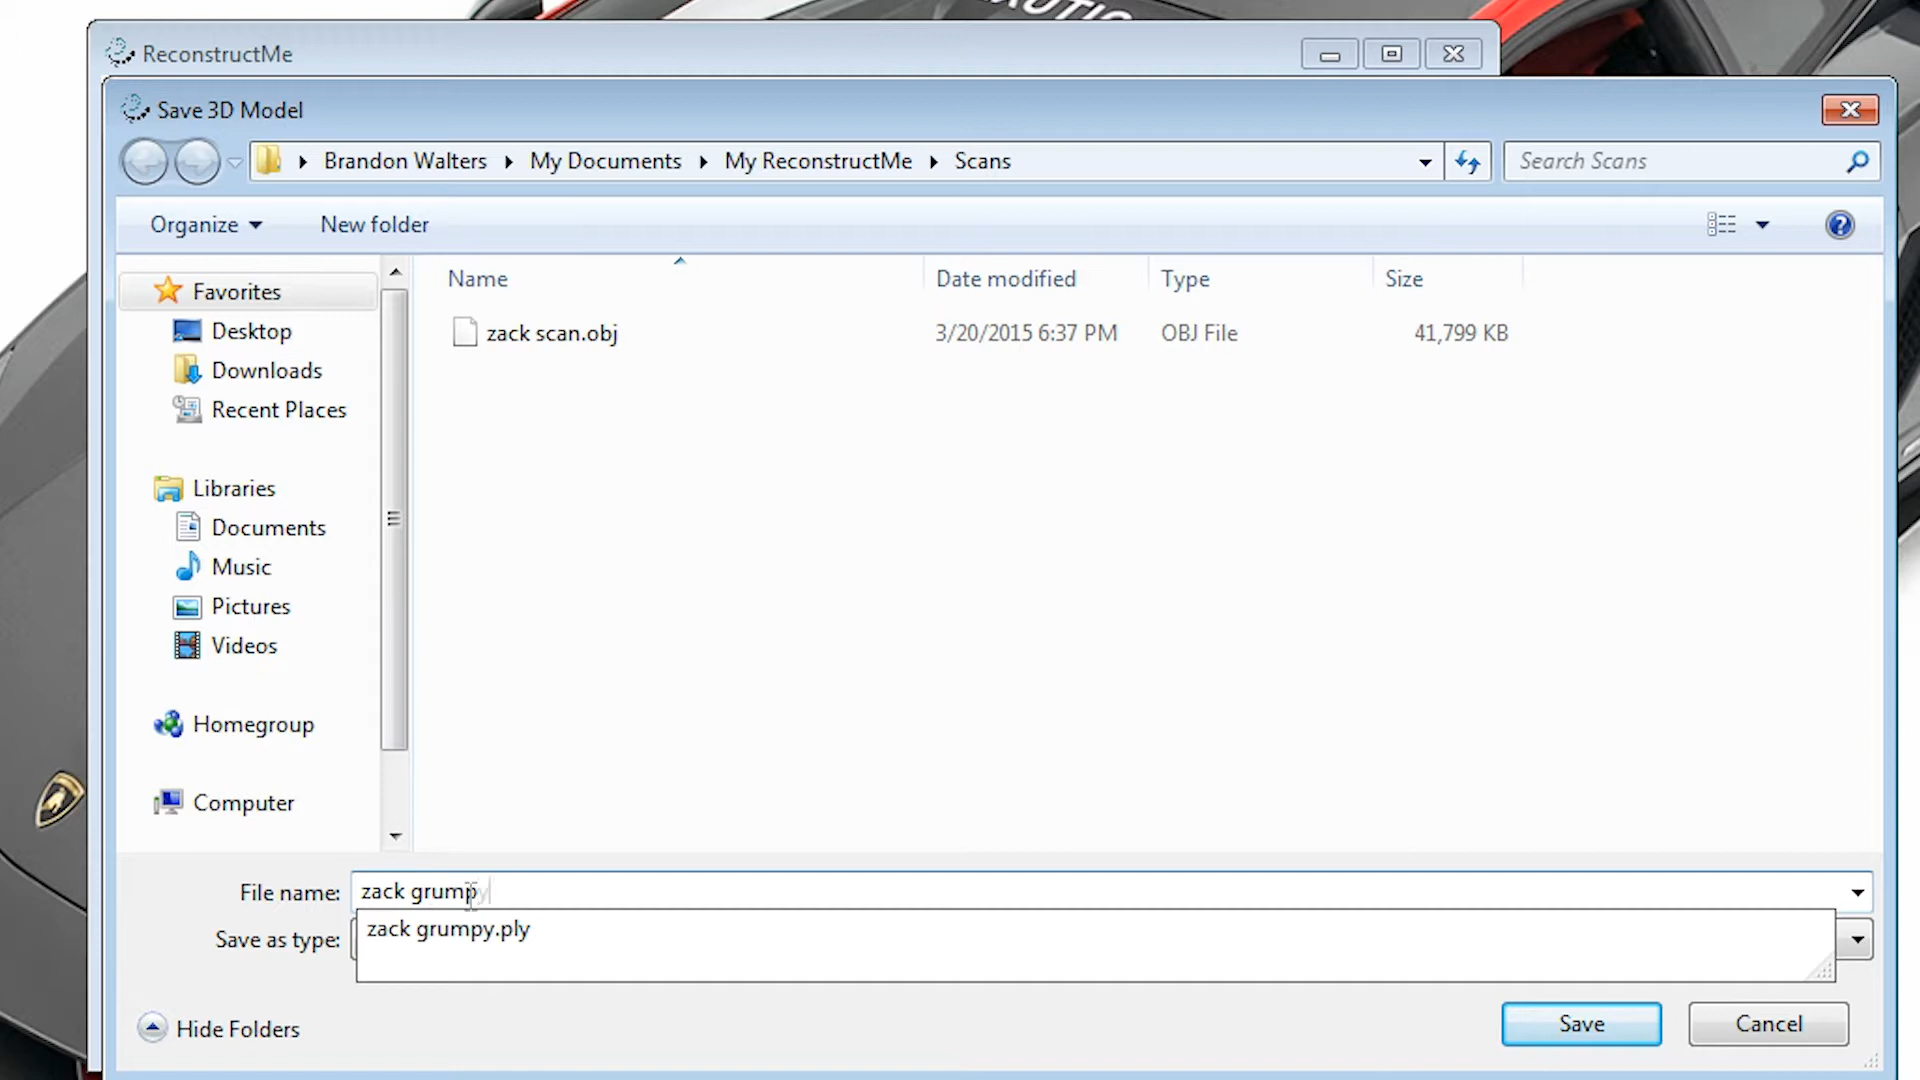 ReconstructMe
Save 3D Model
Brandon Walters My Documents My ReconstructMe Scans
Search Scans
Organize New folder
Name Date modified Type Size
zack scan.obj 3/20/2015 6:37 PM OBJ File 41,799 KB
Favorites
Desktop
Downloads
Recent Places
Libraries
Documents
Music
Pictures
Videos
Homegroup
Computer
File name: zack grumpy
zack grumpy.ply
Save as type:
Hide Folders
Save Cancel